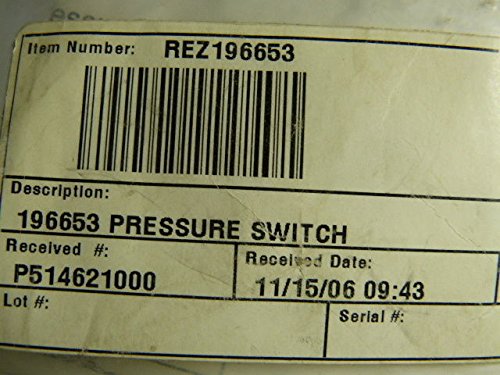 Item Number: REZ196653
Description:
196653 PRESSURE SWITCH
Received #: Received Date:
P514621000 11/15/06 09:43
Lot #: Serial #: